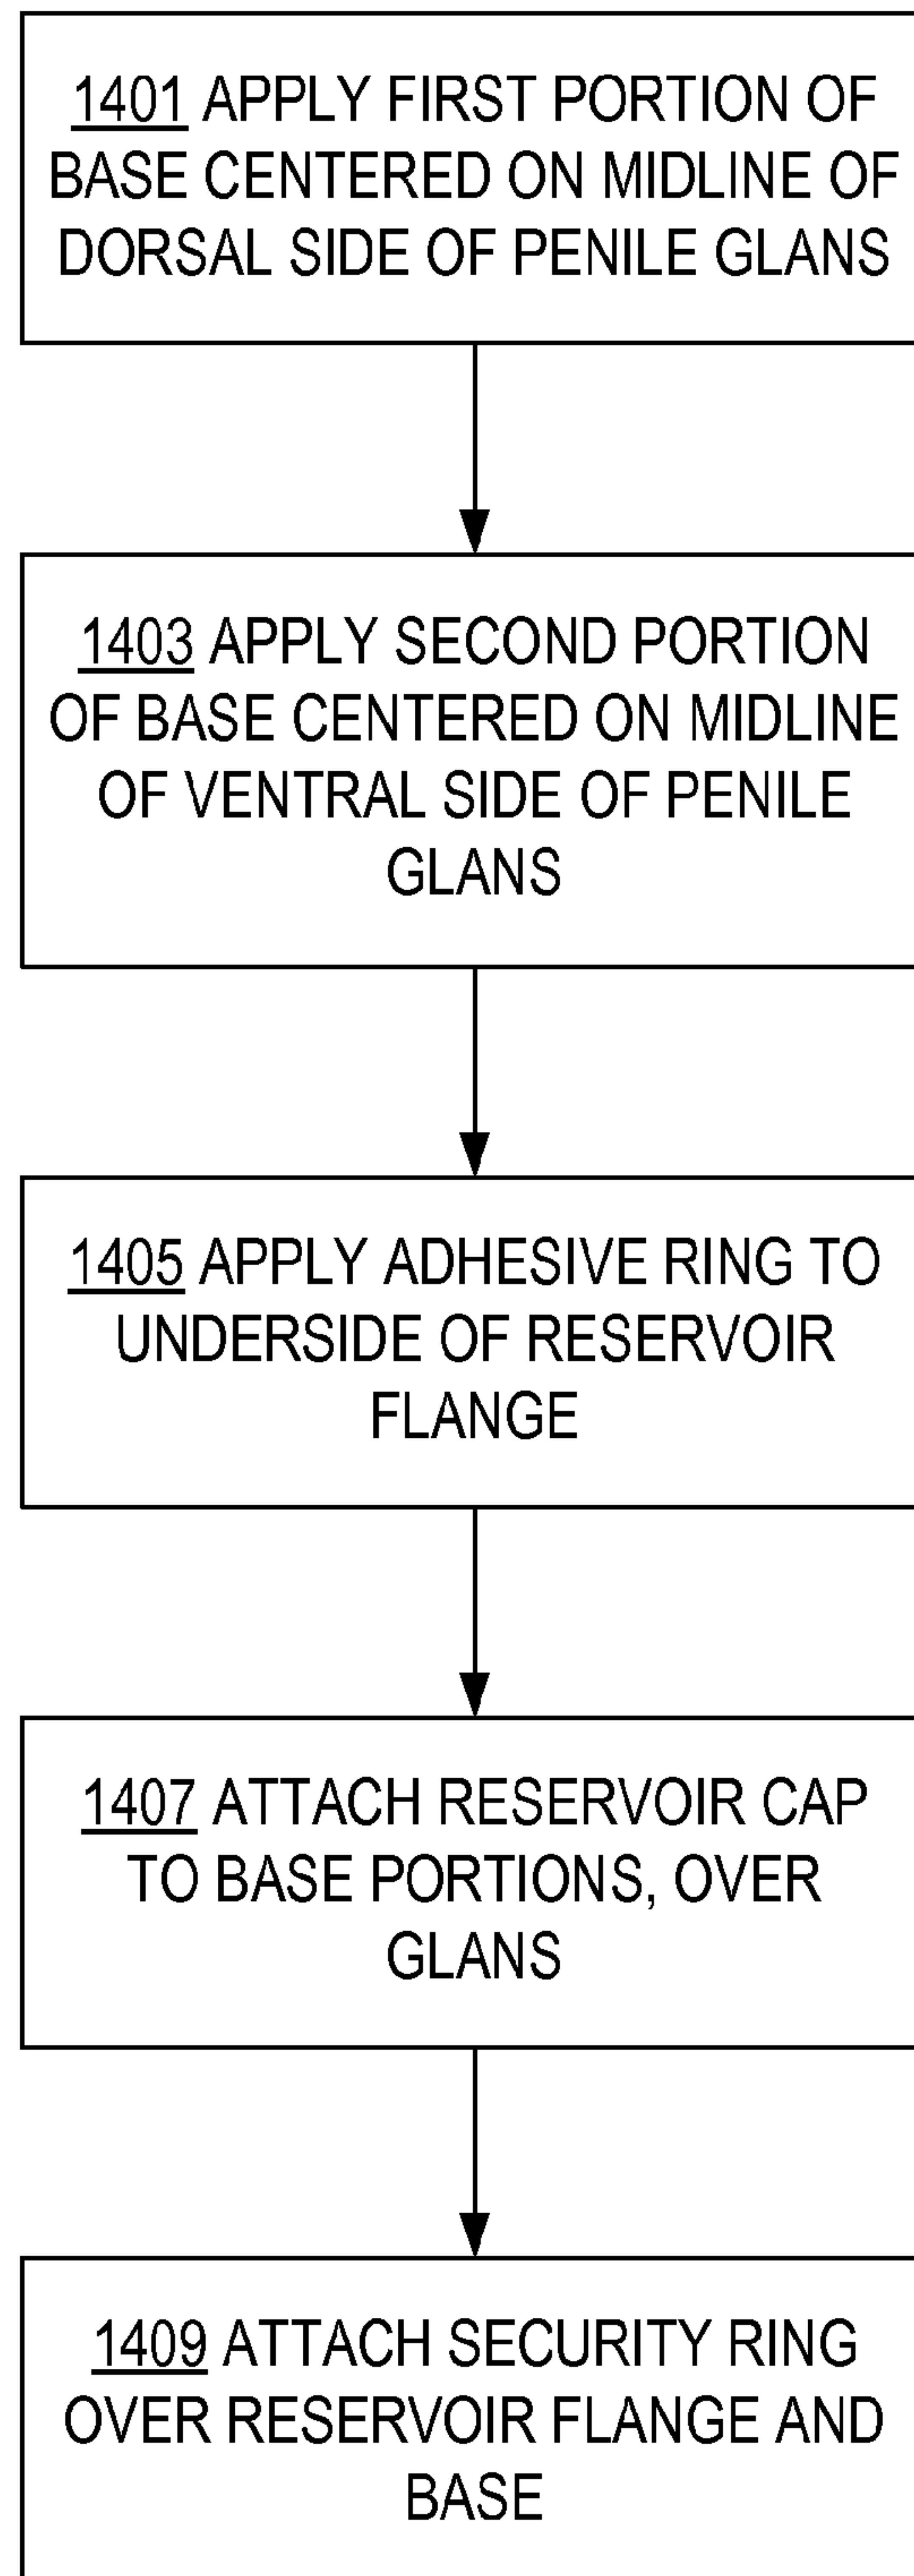 1401 APPLY FIRST PORTION OF
BASE CENTERED ON MIDLINE OF
DORSAL SIDE OF PENILE GLANS
1403 APPLY SECOND PORTION
OF BASE CENTERED ON MIDLINE
OF VENTRAL SIDE OF PENILE
GLANS
1405 APPLY ADHESIVE RING TO
UNDERSIDE OF RESERVOIR
FLANGE
1407 ATTACH RESERVOIR CAP
TO BASE PORTIONS, OVER
GLANS
1409 ATTACH SECURITY RING
OVER RESERVOIR FLANGE AND
BASE